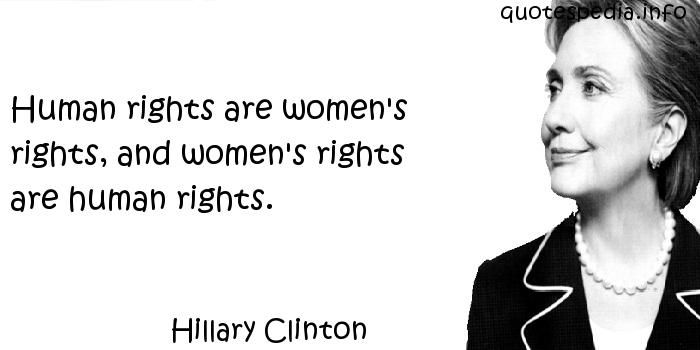 quotespedia.info
Human rights are women's
rights, and women's rights
are human rights.
Hillary Clinton